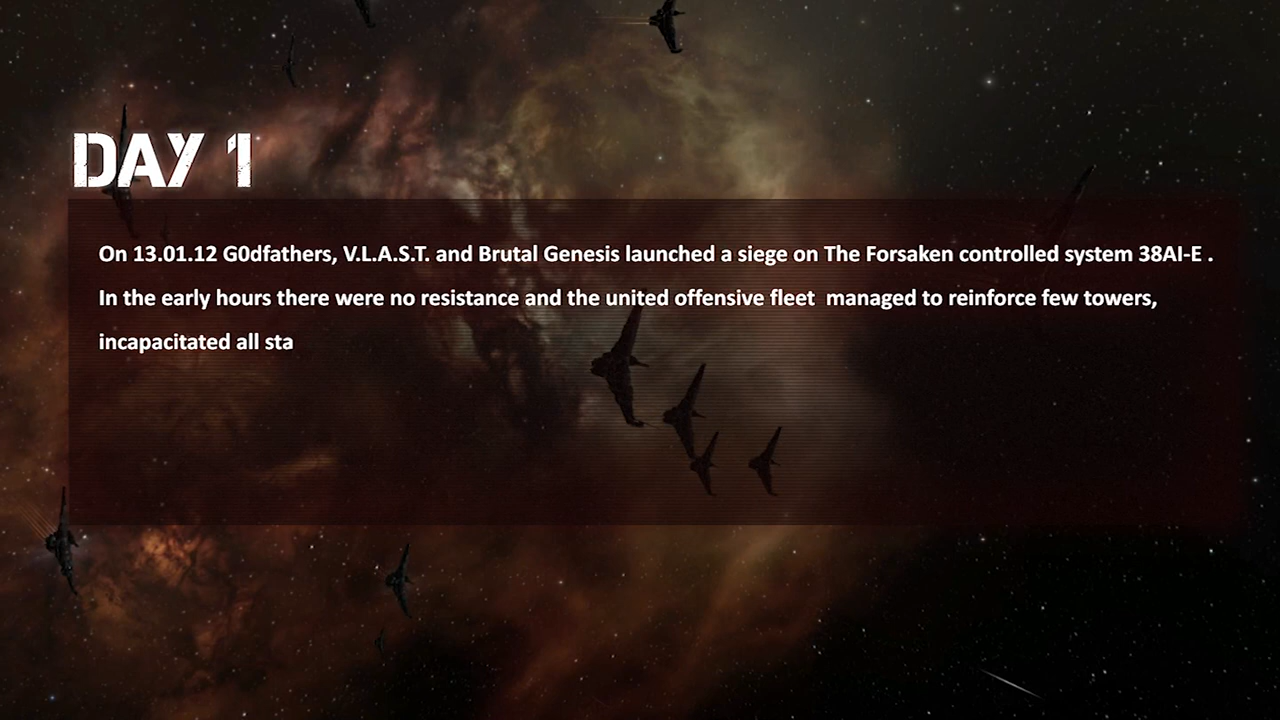 DAY 1
On 13.01.12 G0dfathers, V.L.A.S.T. and Brutal Genesis launched a siege on The Forsaken controlled system 38AI-E .
In the early hours there were no resistance and the united offensive fleet  managed to reinforce few towers,
incapacitated all sta